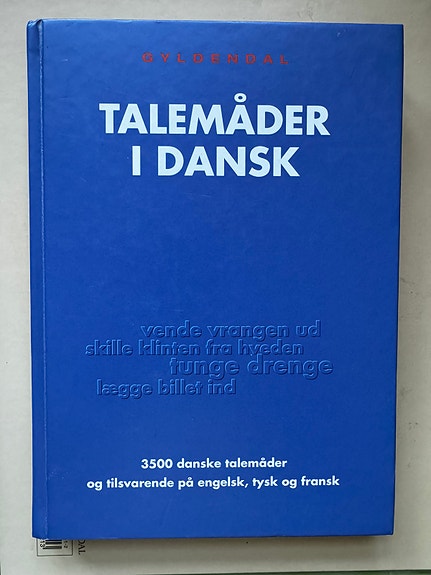 GYLDENDAL
TALEMÅDER
I DANSK
vende vrangen ud
skille klinten fra hveden
tunge drenge
lægge billet ind
3500 danske talemåder
og tilsvarende på engelsk, tysk og fransk